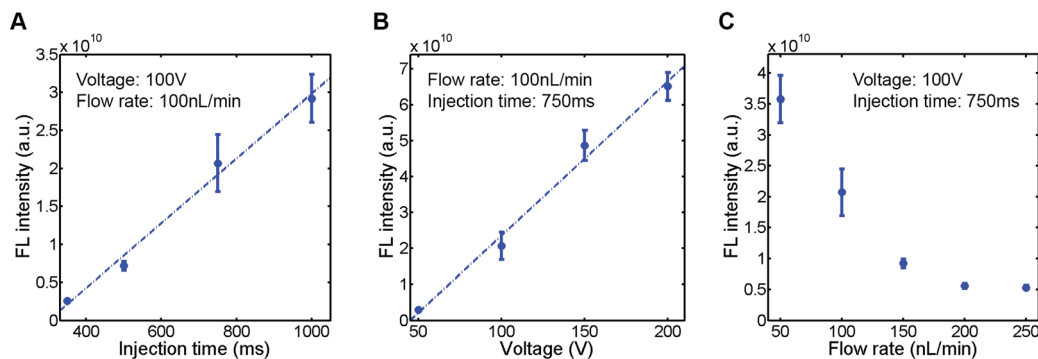 A
x 10^10
3.5
3
2.5
2
1.5
1
0.5
0
400 600 800 1000
Injection time (ms)
FL intensity (a.u.)
Voltage: 100V
Flow rate: 100nL/min
B
x 10^10
7
6
5
4
3
2
1
0
50 100 150 200
Voltage (V)
FL intensity (a.u.)
Flow rate: 100nL/min
Injection time: 750ms
C
x 10^10
4
3.5
3
2.5
2
1.5
1
0.5
0
50 100 150 200 250
Flow rate (nL/min)
FL intensity (a.u.)
Voltage: 100V
Injection time: 750ms